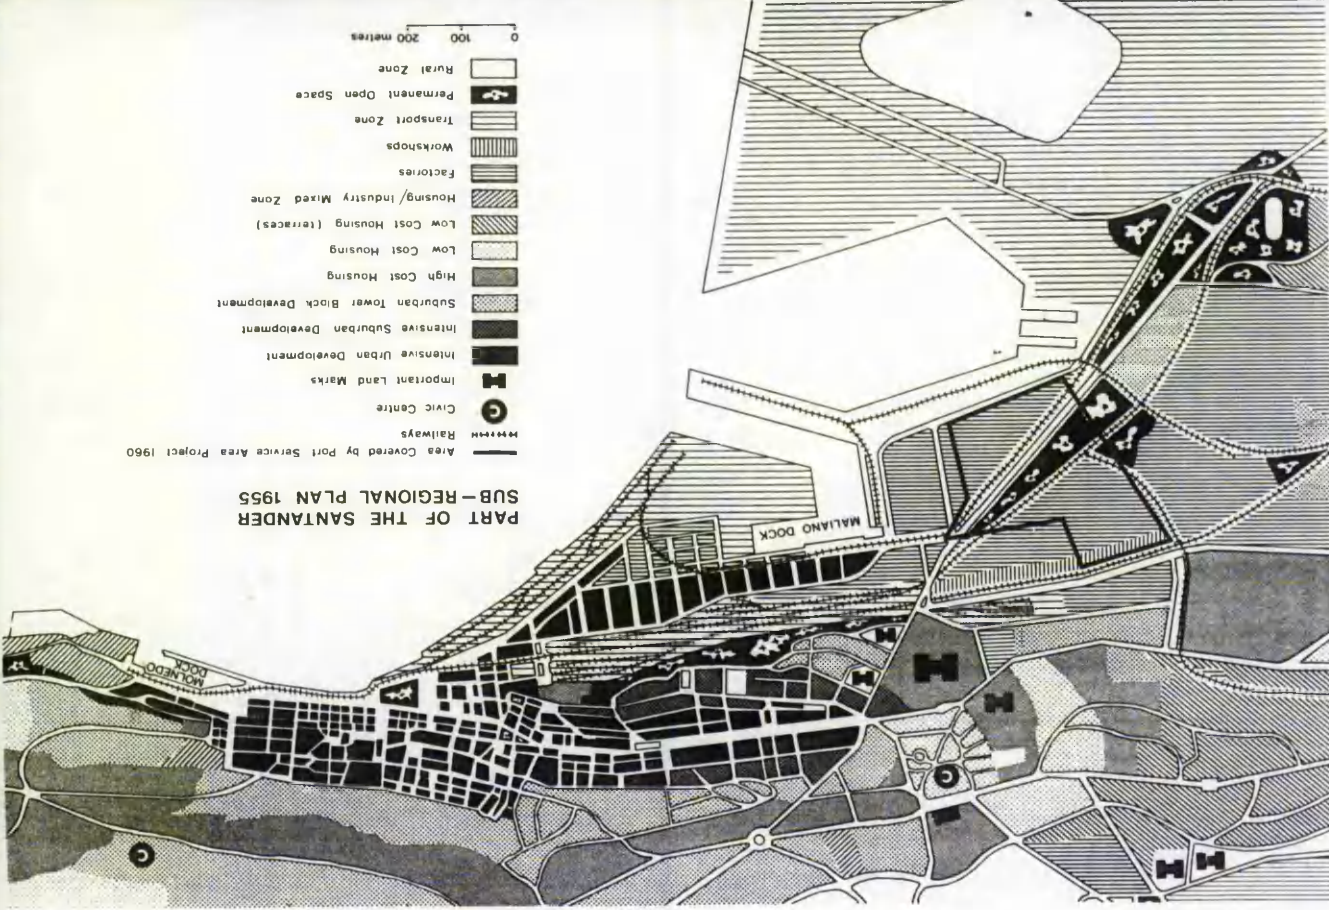 PART OF THE SANTANDER
SUB-REGIONAL PLAN 1955
Area Covered by Port Service Area Project 1960
Railways
Civic Centre
Important Land Marks
Intensive Urban Development
Intensive Suburban Development
Suburban Tower Block Development
High Cost Housing
Low Cost Housing
Low Cost Housing (terraces)
Housing/Industry Mixed Zone
Factories
Workshops
Transport Zone
Permanent Open Space
Rural Zone
0 100 200 metres
MALIANO DOCK
MOLNEDO
DOCK
C
C
C